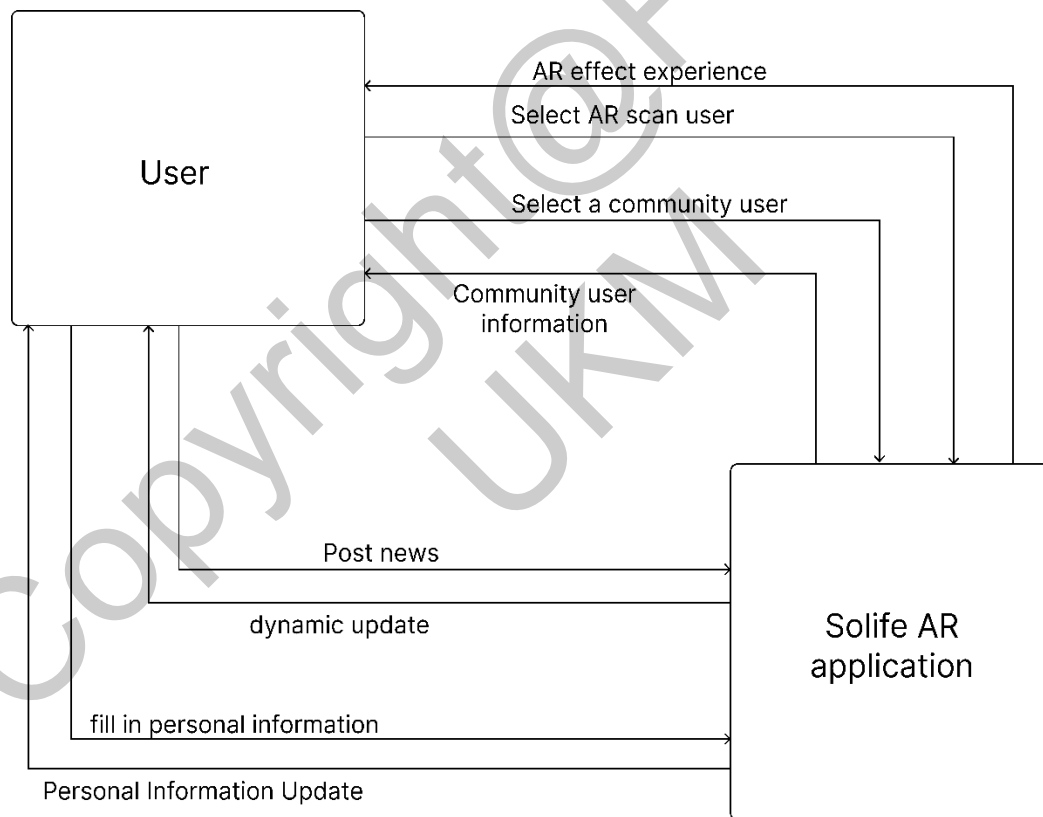 AR effect experience
Select AR scan user
User
Select a community user
Community user
information
Post news
dynamic update
Solife AR
application
fill in personal information
Personal Information Update
Copyright@
UKM